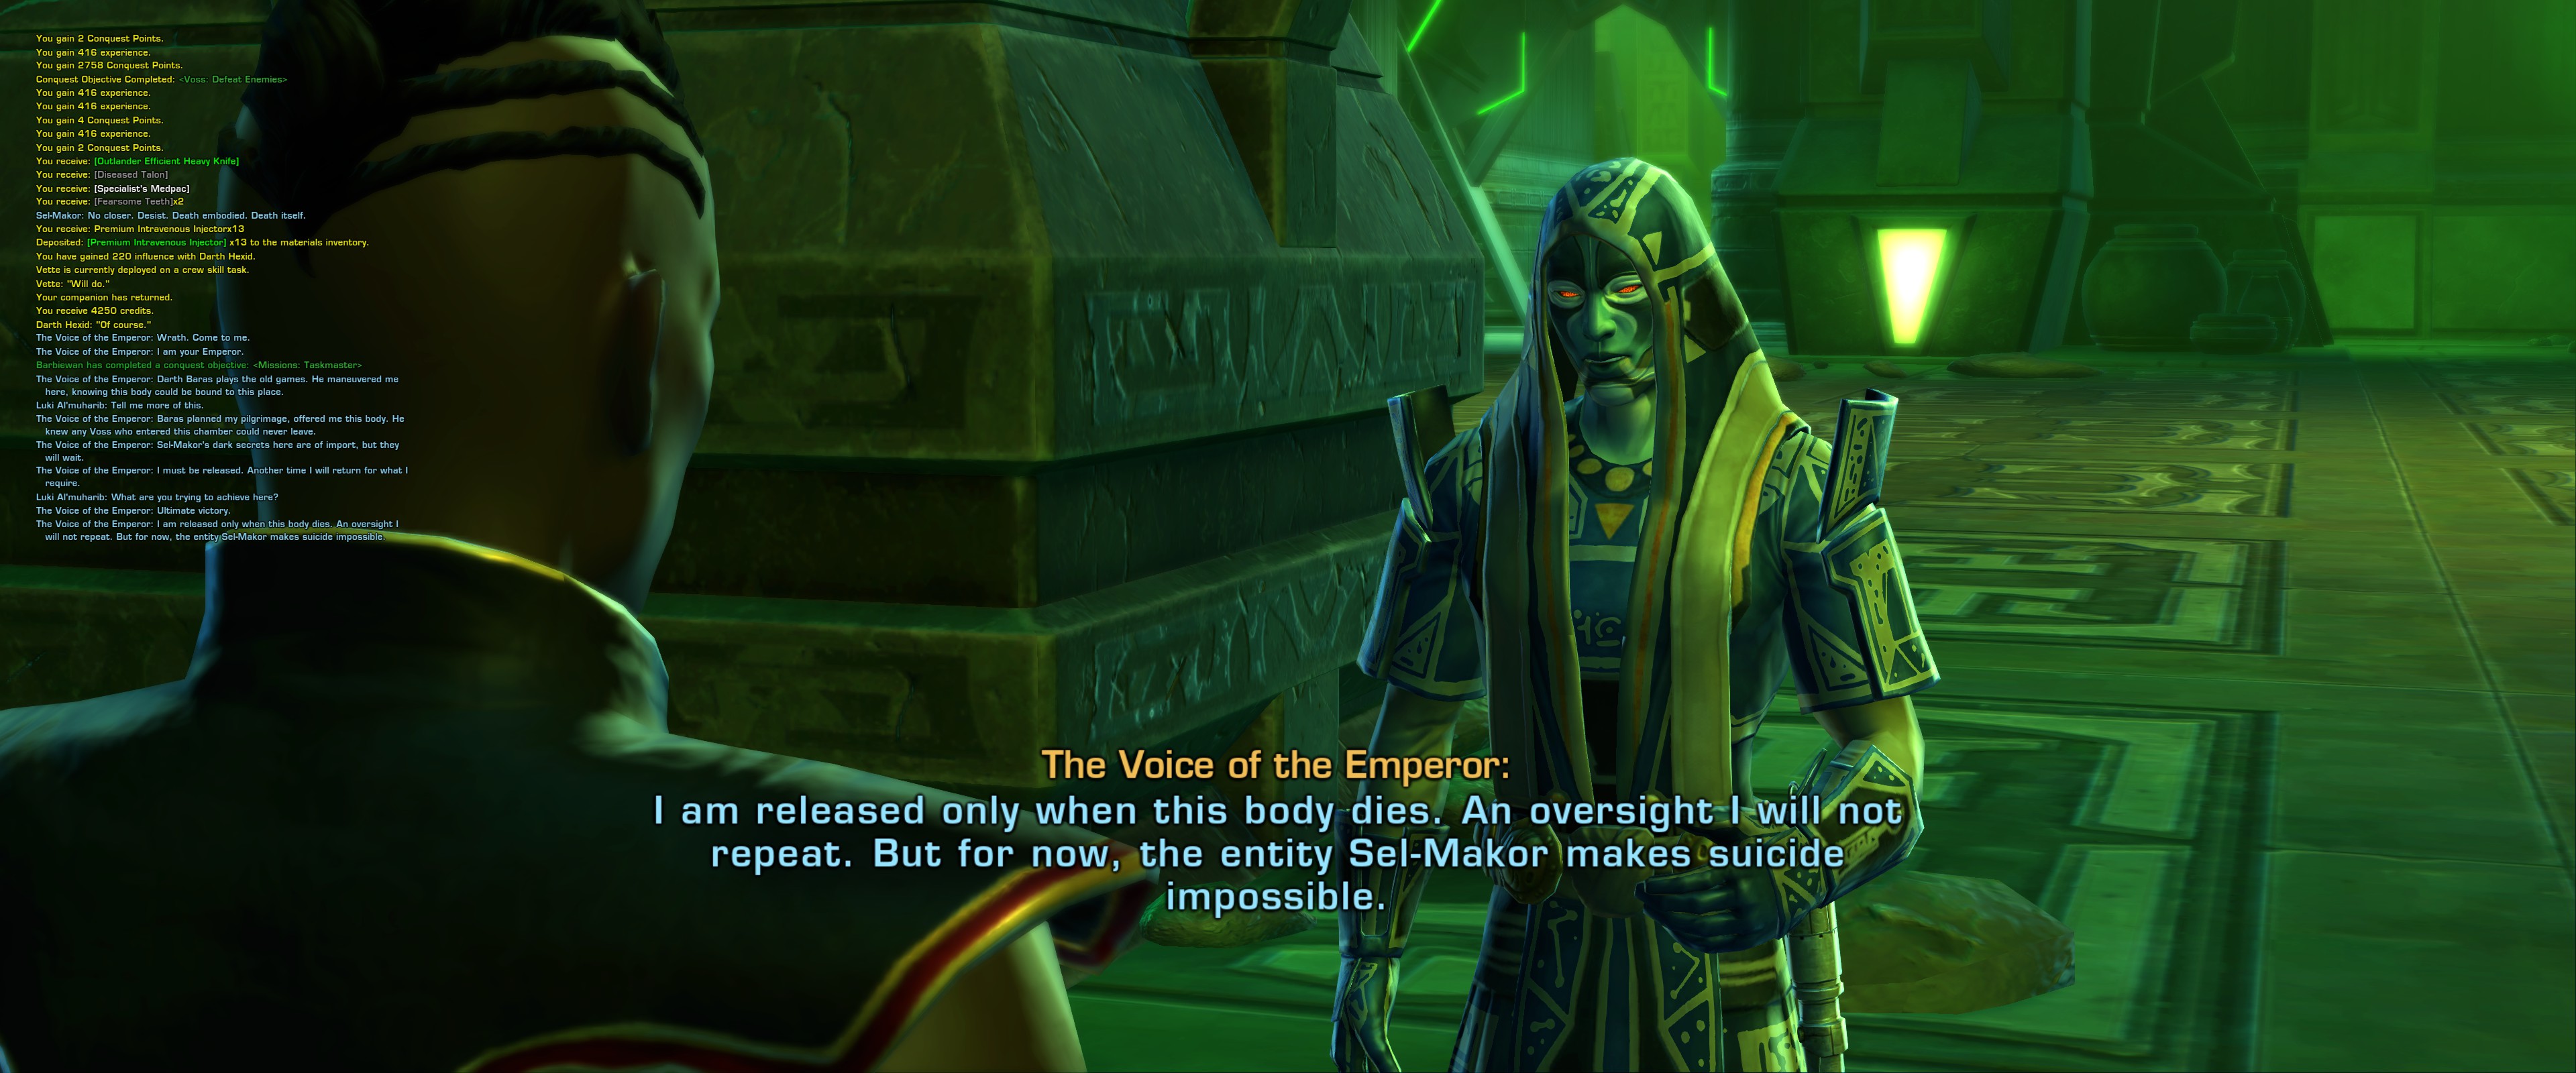 You gain 2 Conquest Points.
You gain 416 experience.
You gain 2758 Conquest Points.
Conquest Objective Completed: <Voss: Defeat Enemies>
You gain 416 experience.
You gain 416 experience.
You gain 4 Conquest Points.
You gain 416 experience.
You gain 2 Conquest Points.
You receive: [Outlander Efficient Heavy Knife]
You receive: [Diseased Talon]
You receive: [Specialist's Medpac]
You receive: [Fearsome Teeth]x2
Sel-Makor: No closer. Desist. Death embodied. Death itself.
You receive: Premium Intravenous Injectorx13
Deposited: [Premium Intravenous Injector] x13 to the materials inventory.
You have gained 220 influence with Darth Hexid.
Vette is currently deployed on a crew skill task.
Vette: "Will do."
Your companion has returned.
You receive 4250 credits.
Darth Hexid: "Of course."
The Voice of the Emperor: Wrath. Come to me.
The Voice of the Emperor: I am your Emperor.
Barbiewan has completed a conquest objective: <Missions: Taskmaster>
The Voice of the Emperor: Darth Baras plays the old games. He maneuvered me
here, knowing this body could be bound to this place.
Luki Al'muharib: Tell me more of this.
The Voice of the Emperor: Baras planned my pilgrimage, offered me this body. He
knew any Voss who entered this chamber could never leave.
The Voice of the Emperor: Sel-Makor's dark secrets here are of import, but they
will wait.
The Voice of the Emperor: I must be released. Another time I will return for what I
require.
Luki Al'muharib: What are you trying to achieve here?
The Voice of the Emperor: Ultimate victory.
The Voice of the Emperor: I am released only when this body dies. An oversight I
will not repeat. But for now, the entity Sel-Makor makes suicide impossible.
The Voice of the Emperor:
I am released only when this body dies. An oversight I will not
repeat. But for now, the entity Sel-Makor makes suicide
impossible.